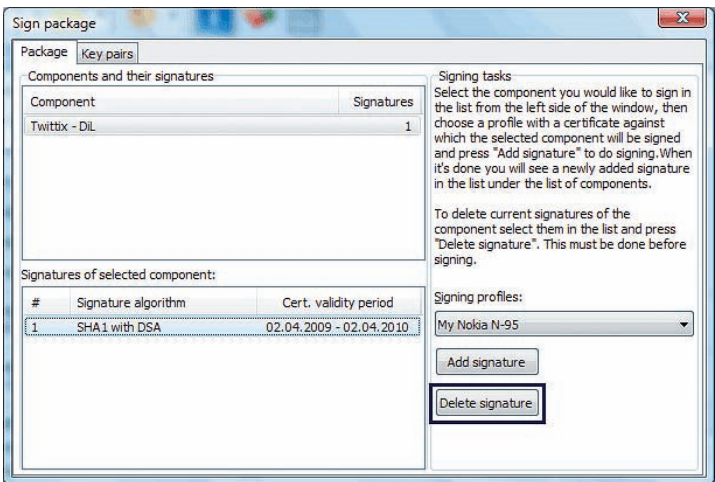 Sign package
Package
Key pairs
Components and their signatures
Component Signatures
Twittix - DiL 1
Signatures of selected component:
# Signature algorithm Cert. validity period
1 SHA1 with DSA 02.04.2009 - 02.04.2010
Signing tasks
Select the component you would like to sign in
the list from the left side of the window, then
choose a profile with a certificate against
which the selected component will be signed
and press "Add signature" to do signing.When
it's done you will see a newly added signature
in the list under the list of components.
To delete current signatures of the
component select them in the list and press
"Delete signature". This must be done before
signing.
Signing profiles:
My Nokia N-95
Add signature
Delete signature